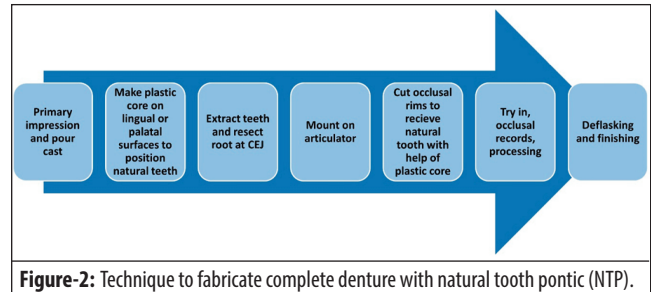 Primary
impression
and pour
cast
Make plastic
core on
lingual or
palatal
surfaces to
position
natural teeth
Extract teeth
and resect
root at CEJ
Mount on
articulator
Cut occlusal
rims to
recieve
natural
tooth with
help of
plastic core
Try in,
occlusal
records,
processing
Deflasking
and finishing
Figure-2: Technique to fabricate complete denture with natural tooth pontic (NTP).